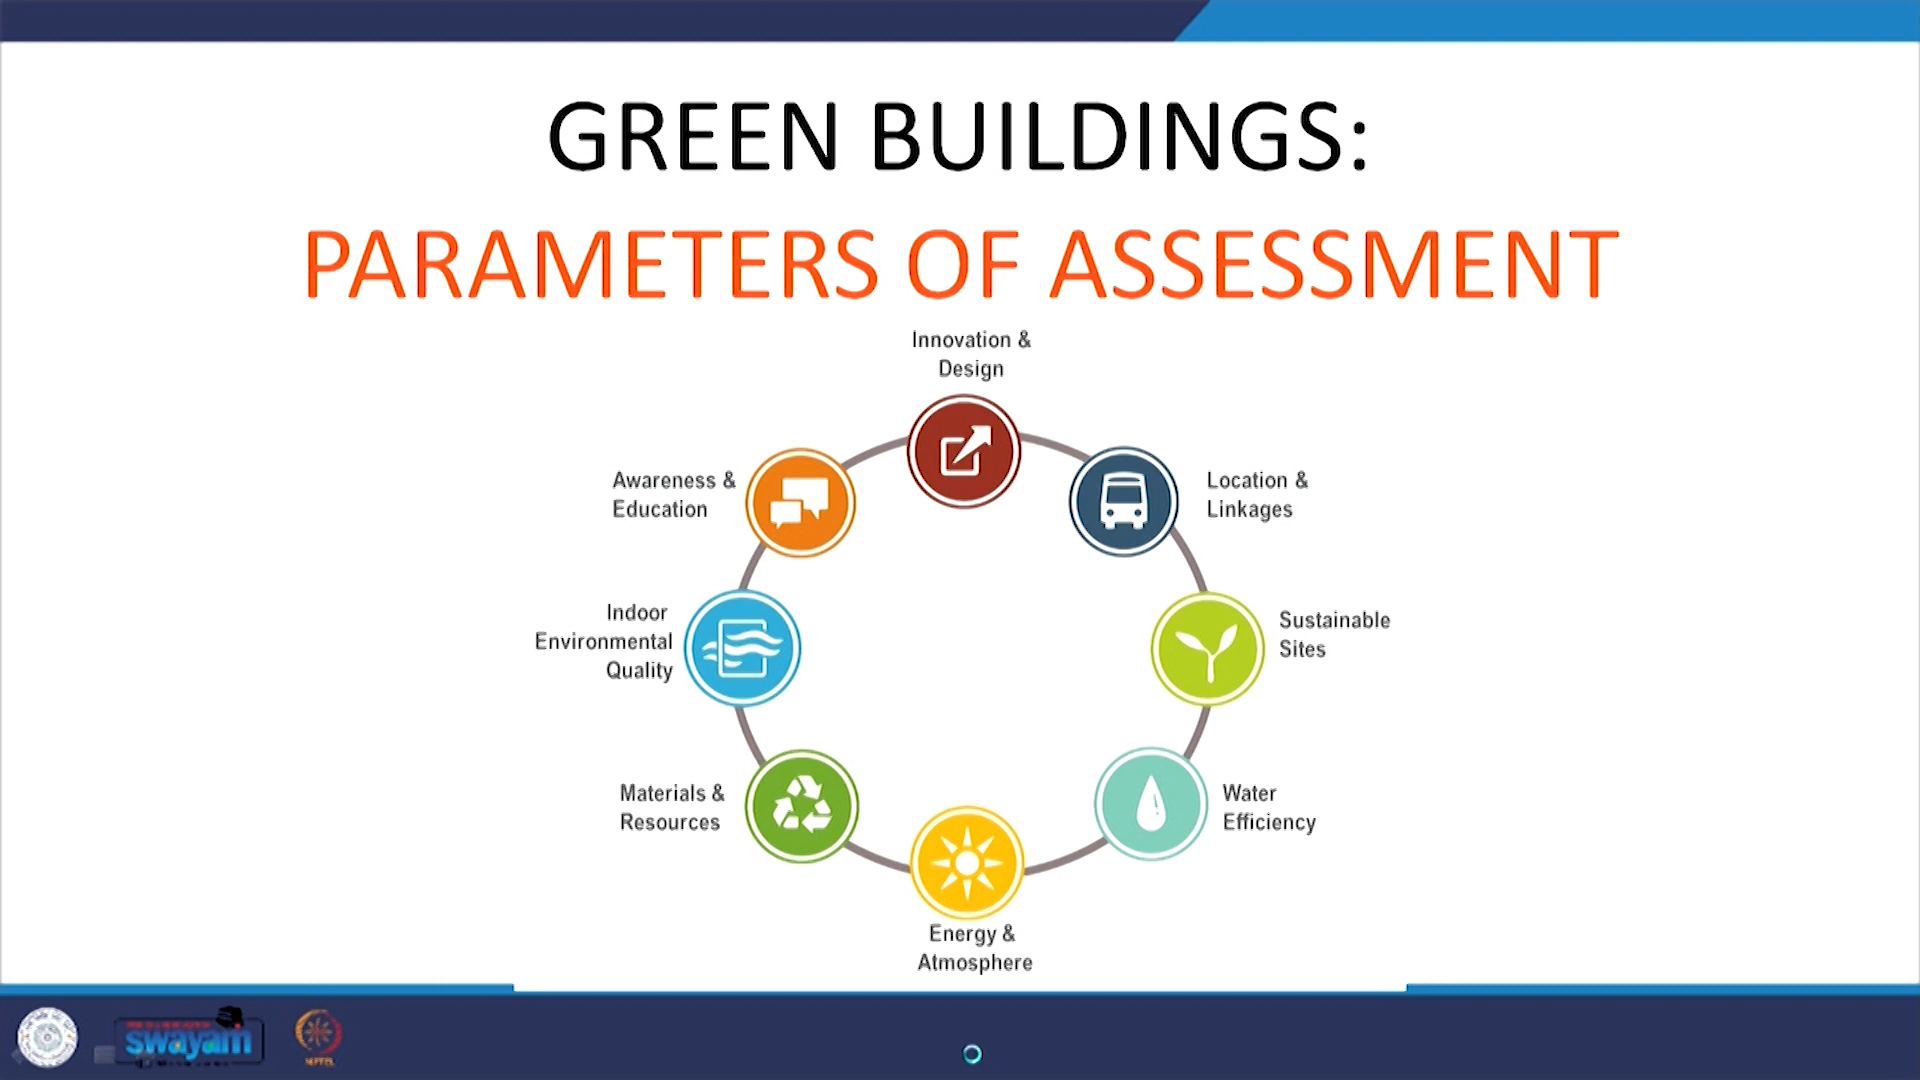 GREEN BUILDINGS:
PARAMETERS OF ASSESSMENT
Innovation &
Design
Awareness &
Education
Location &
Linkages
Indoor
Environmental
Quality
Sustainable
Sites
Materials &
Resources
Water
Efficiency
Energy &
Atmosphere
swayam
NPTEL